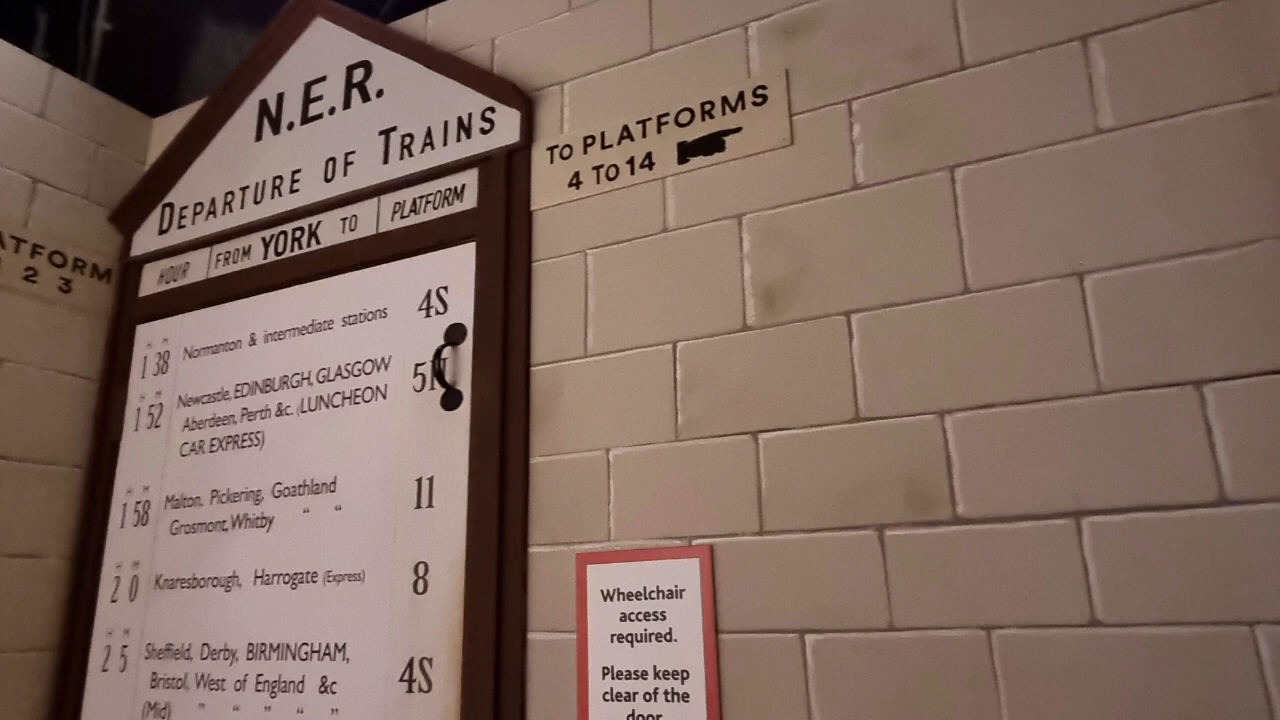 N.E.R.
DEPARTURE OF TRAINS
HOUR FROM YORK TO PLATFORM
H M
1 38 Normanton & intermediate stations 4S
H M
1 52 Newcastle, EDINBURGH, GLASGOW 5N
Aberdeen, Perth &c. (LUNCHEON
CAR EXPRESS)
H M
1 58 Malton, Pickering, Goathland 11
Grosmont, Whitby " "
H M
2 0 Knaresborough, Harrogate (Express) 8
H M
2 5 Sheffield, Derby, BIRMINGHAM, 4S
Bristol, West of England &c
(Mid) " " " "
TO PLATFORMS
4 TO 14
2 3
Wheelchair
access
required.
Please keep
clear of the
door